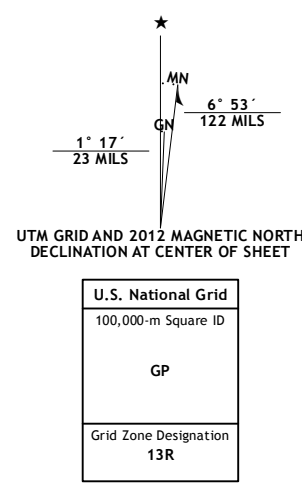 ★
MN
6° 53´
122 MILS
GN
1° 17´
23 MILS
UTM GRID AND 2012 MAGNETIC NORTH
DECLINATION AT CENTER OF SHEET
U.S. National Grid
100,000-m Square ID
GP
Grid Zone Designation
13R